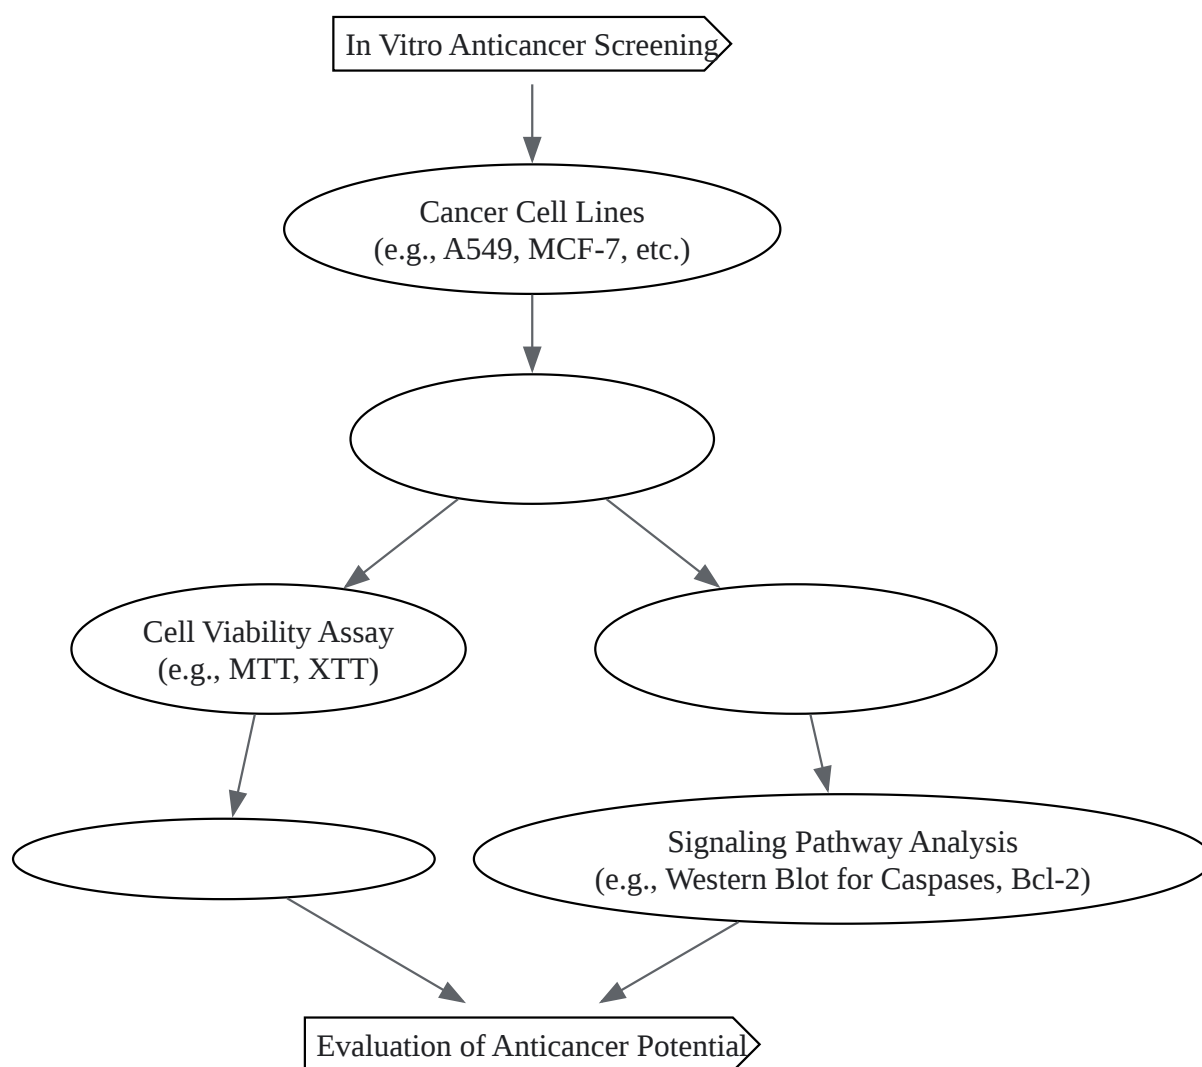 In Vitro Anticancer Screening
Cancer Cell Lines
(e.g., A549, MCF-7, etc.)
Cell Viability Assay
(e.g., MTT, XTT)
Signaling Pathway Analysis
(e.g., Western Blot for Caspases, Bcl-2)
Evaluation of Anticancer Potential